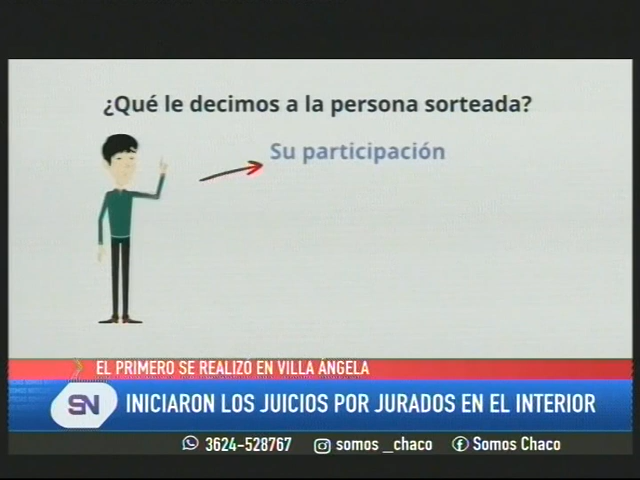 ¿Qué le decimos a la persona sorteada?
Su participación
EL PRIMERO SE REALIZÓ EN VILLA ÁNGELA
SN
INICIARON LOS JUICIOS POR JURADOS EN EL INTERIOR
3624-528767 somos _chaco Somos Chaco